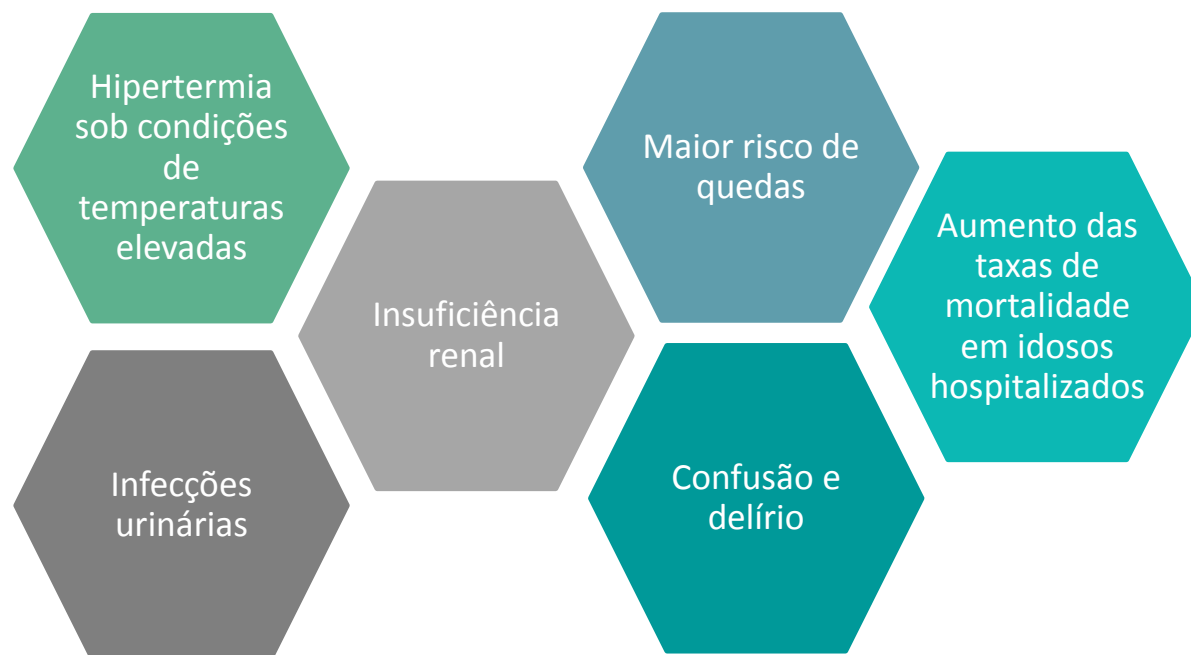 Hipertermia
sob condições
de
temperaturas
elevadas
Infecções
urinárias
Insuficiência
renal
Maior risco de
quedas
Confusão e
delírio
Aumento das
taxas de
mortalidade
em idosos
hospitalizados